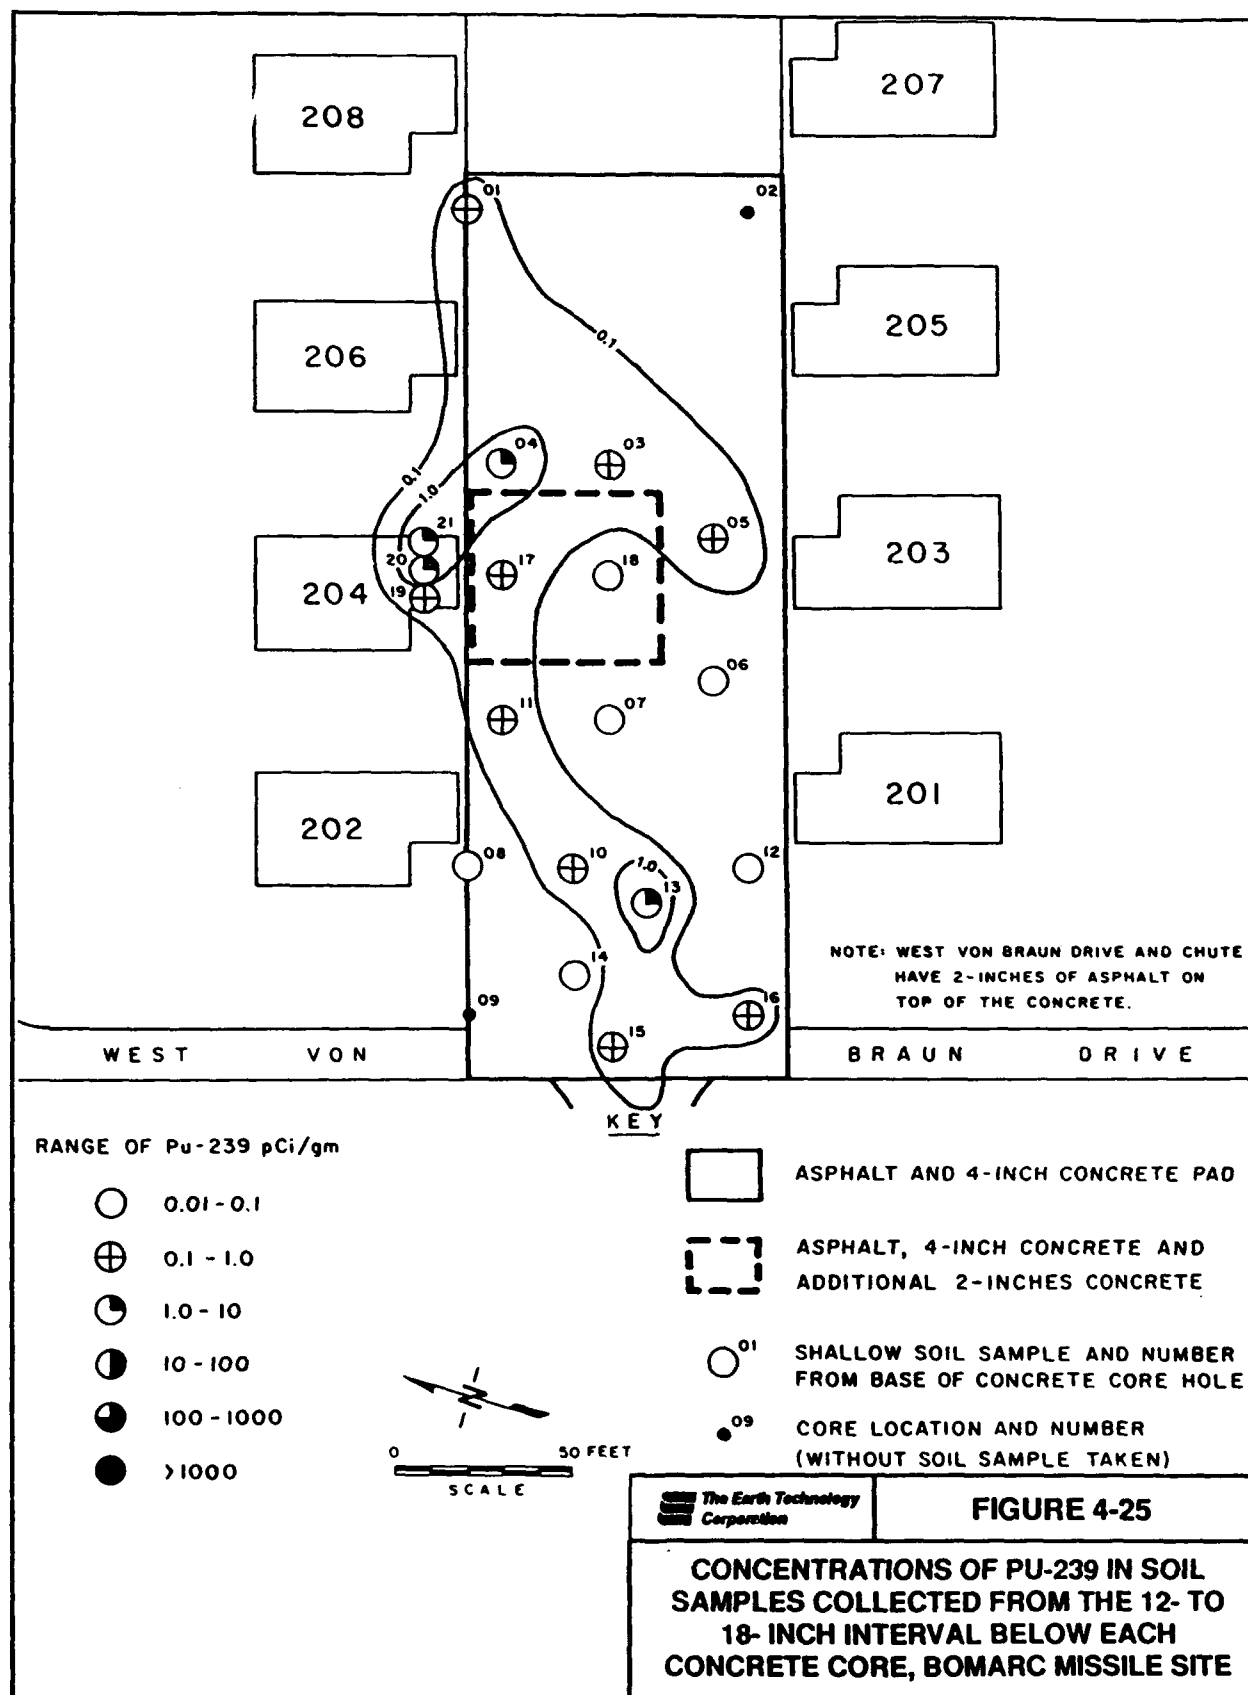 208
207
01
02
206
205
0.1
04
03
0.1
1.0
21
05
20
17
18
203
204
19
06
11
07
202
201
08
10
12
1.0
13
NOTE: WEST VON BRAUN DRIVE AND CHUTE
HAVE 2-INCHES OF ASPHALT ON
TOP OF THE CONCRETE.
14
09
16
15
WEST VON BRAUN DRIVE
KEY
RANGE OF Pu-239 pCi/gm
0.01-0.1
0.1 - 1.0
1.0 - 10
10 - 100
100 - 1000
>1000
N
0 50 FEET
SCALE
ASPHALT AND 4-INCH CONCRETE PAD
ASPHALT, 4-INCH CONCRETE AND
ADDITIONAL 2-INCHES CONCRETE
01
SHALLOW SOIL SAMPLE AND NUMBER
FROM BASE OF CONCRETE CORE HOLE
09
CORE LOCATION AND NUMBER
(WITHOUT SOIL SAMPLE TAKEN)
The Earth Technology
Corporation
FIGURE 4-25
CONCENTRATIONS OF PU-239 IN SOIL
SAMPLES COLLECTED FROM THE 12- TO
18- INCH INTERVAL BELOW EACH
CONCRETE CORE, BOMARC MISSILE SITE